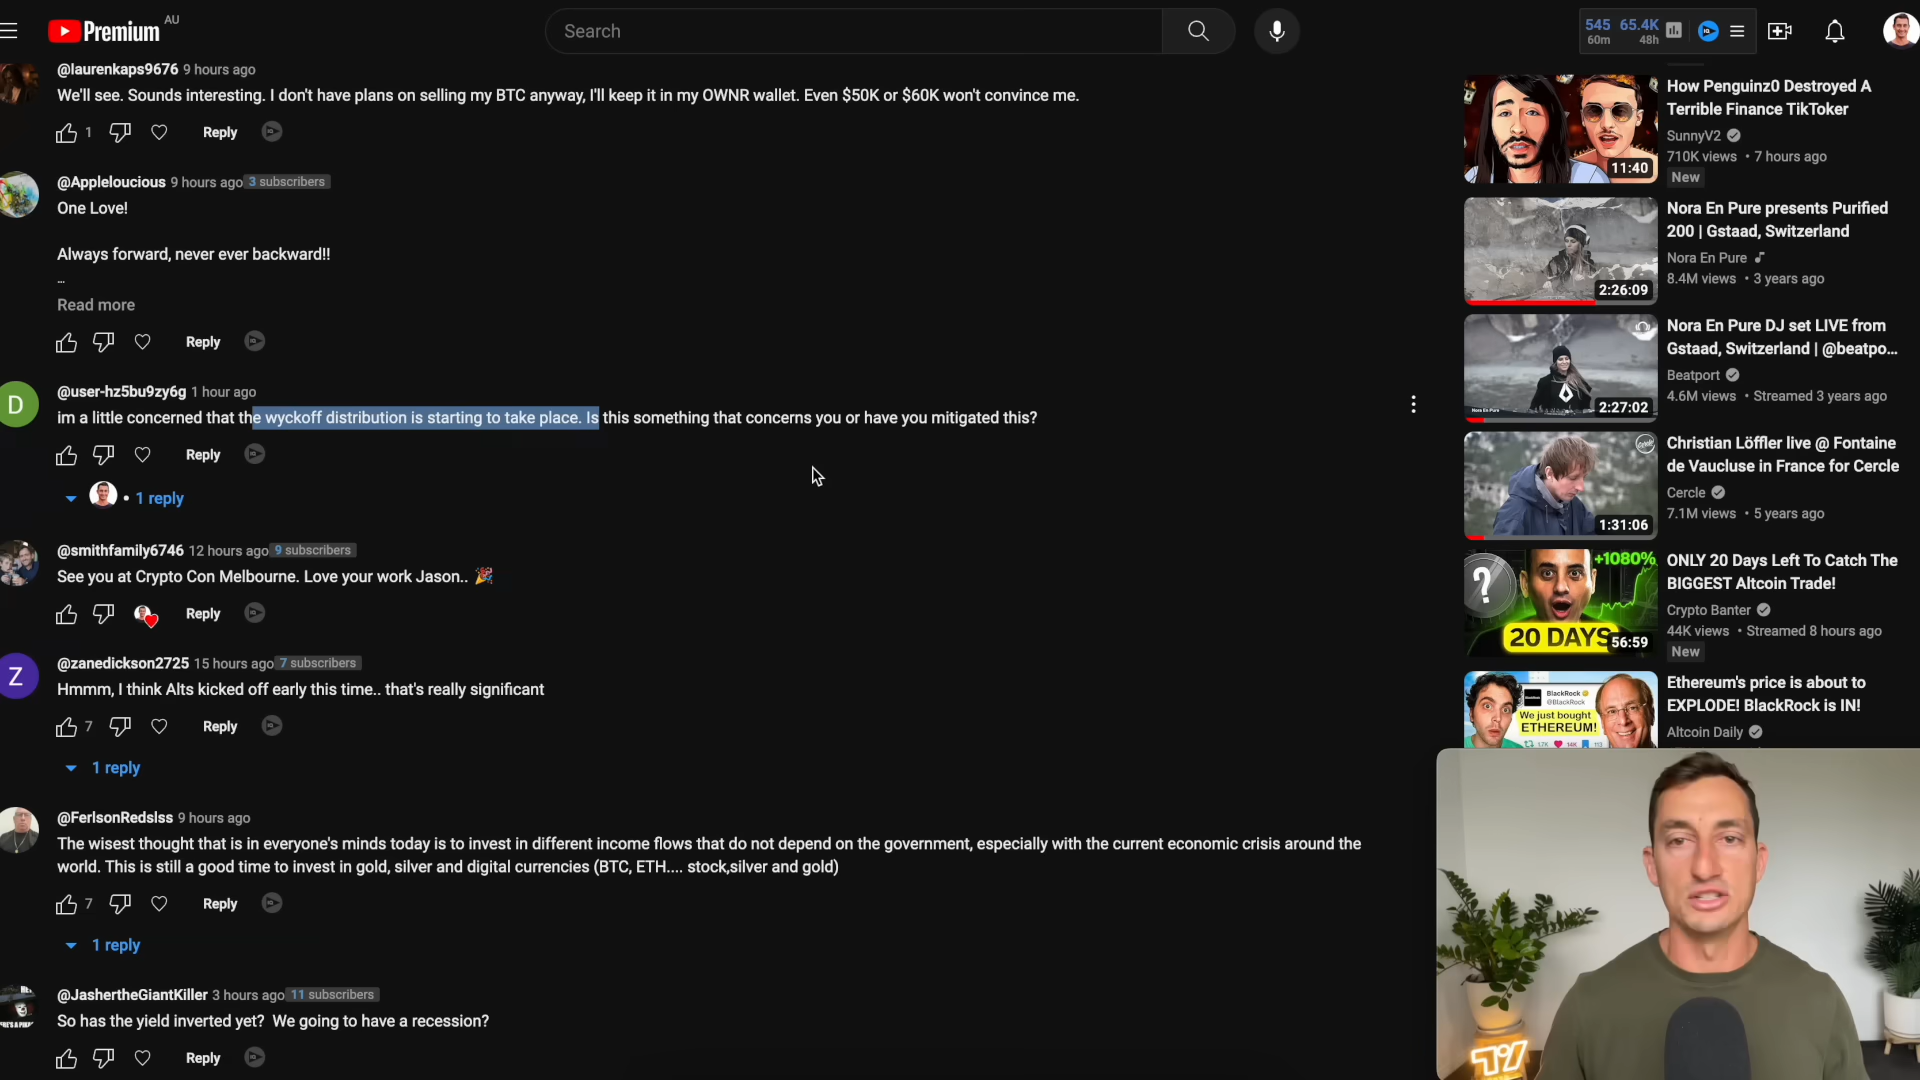 Premium
AU
Search
545 65.4K
60m 48h
@laurenkaps9676 9 hours ago
We'll see. Sounds interesting. I don't have plans on selling my BTC anyway, I'll keep it in my OWNR wallet. Even $50K or $60K won't convince me.
1 Reply
@Appleloucious 9 hours ago 3 subscribers
One Love!
Always forward, never ever backward!!
...
Read more
Reply
D
@user-hz5bu9zy6g 1 hour ago
im a little concerned that the wyckoff distribution is starting to take place. Is this something that concerns you or have you mitigated this?
Reply
• 1 reply
@smithfamily6746 12 hours ago 9 subscribers
See you at Crypto Con Melbourne. Love your work Jason.. 🎉
Reply
Z
@zanedickson2725 15 hours ago 7 subscribers
Hmmm, I think Alts kicked off early this time.. that's really significant
7 Reply
1 reply
@FerlsonRedslss 9 hours ago
The wisest thought that is in everyone's minds today is to invest in different income flows that do not depend on the government, especially with the current economic crisis around the
world. This is still a good time to invest in gold, silver and digital currencies (BTC, ETH.... stock,silver and gold)
7 Reply
1 reply
@JashertheGiantKiller 3 hours ago 11 subscribers
So has the yield inverted yet?  We going to have a recession?
Reply
11:40
How Penguinz0 Destroyed A
Terrible Finance TikToker
SunnyV2
710K views • 7 hours ago
New
2:26:09
Nora En Pure presents Purified
200 | Gstaad, Switzerland
Nora En Pure
8.4M views • 3 years ago
Nora En Pure
2:27:02
Nora En Pure DJ set LIVE from
Gstaad, Switzerland | @beatpo...
Beatport
4.6M views • Streamed 3 years ago
1:31:06
Christian Löffler live @ Fontaine
de Vaucluse in France for Cercle
Cercle
7.1M views • 5 years ago
?
+1080%
20 DAYS
56:59
ONLY 20 Days Left To Catch The
BIGGEST Altcoin Trade!
Crypto Banter
44K views • Streamed 8 hours ago
New
BlackRock
@BlackRock
We just bought
ETHEREUM!
Ethereum's price is about to
EXPLODE! BlackRock is IN!
Altcoin Daily